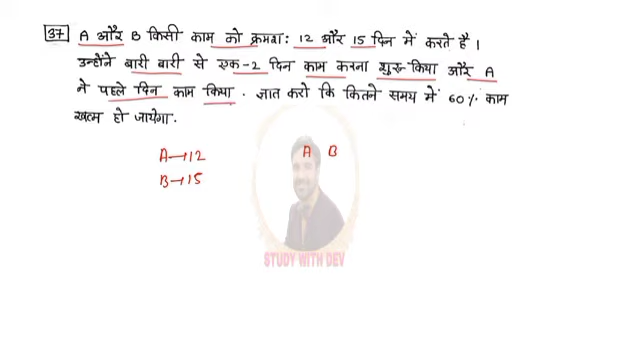 37 A और B किसी काम को क्रमशः 12 और 15 दिन में करते है।
उन्होंने बारी बारी से एक-2 दिन काम करना शुरू किया और A
ने पहले दिन काम किया. ज्ञात करो कि कितने समय में 60% काम
खत्म हो जायेगा.
A→12 A B
B→15
STUDY WITH DEV